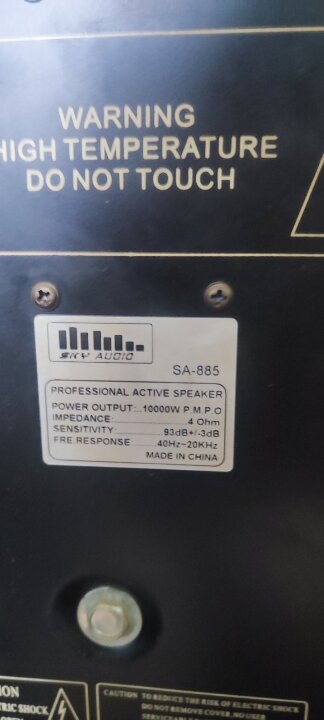 WARNING
HIGH TEMPERATURE
DO NOT TOUCH
SKY AUDIO
SA-885
PROFESSIONAL ACTIVE SPEAKER
POWER OUTPUT:..10000W P.M.P.O
IMPEDANCE:....................4 Ohm
SENSITIVITY:..............93dB+/-3dB
FRE.RESPONSE.........40Hz~20KHz
MADE IN CHINA
CAUTION TO REDUCE THE RISK OF ELECTRIC SHOCK
DO NOT REMOVE COVER, NO USER